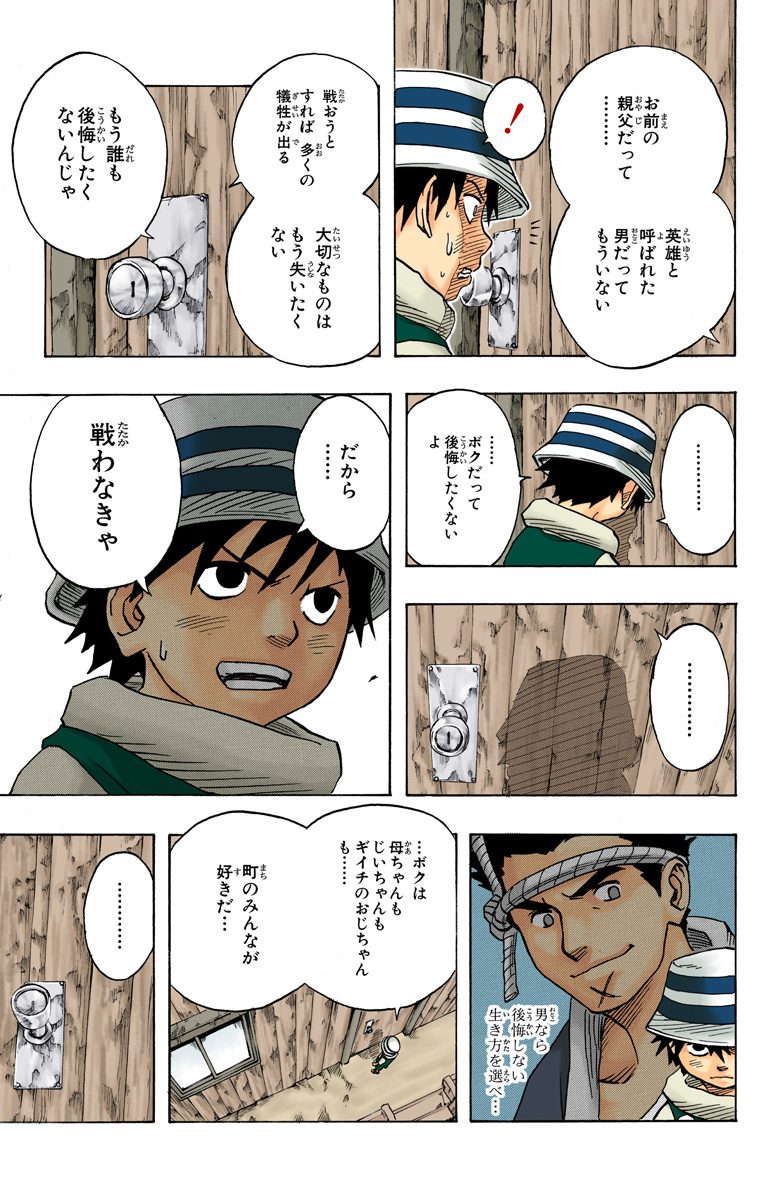 お前の
親父だって
…………
英雄と
呼ばれた
男だって
もういない
！
戦おうと
すれば 多くの
犠牲が出る
大切なものは
もう失いたく
ない
もう誰も
後悔したく
ないんじゃ
…………
……
ボクだって
後悔したくない
よ
…………
だから
……
戦わなきゃ
男なら
後悔しない
生き方を選べ…
…ボクは
母ちゃんも
じいちゃんも
ギイチのおじちゃん
も……
町のみんなが
好きだ…
…………